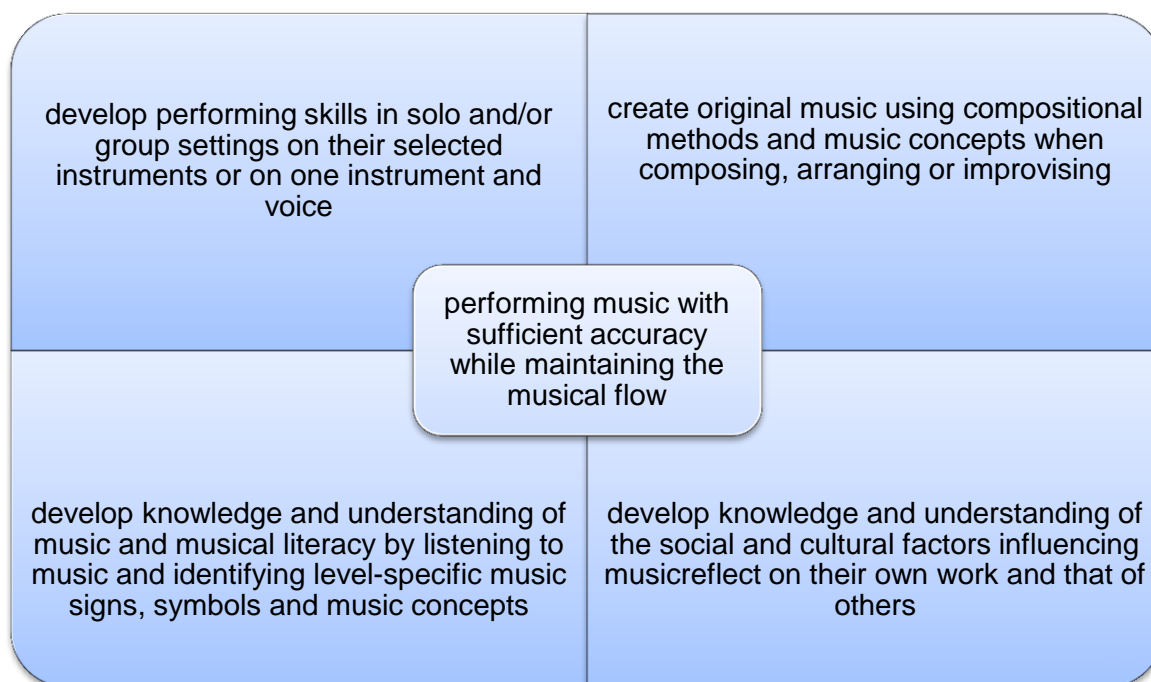 develop performing skills in solo and/or
group settings on their selected
instruments or on one instrument and
voice
create original music using compositional
methods and music concepts when
composing, arranging or improvising
performing music with
sufficient accuracy
while maintaining the
musical flow
develop knowledge and understanding of
music and musical literacy by listening to
music and identifying level-specific music
signs, symbols and music concepts
develop knowledge and understanding of
the social and cultural factors influencing
musicreflect on their own work and that of
others